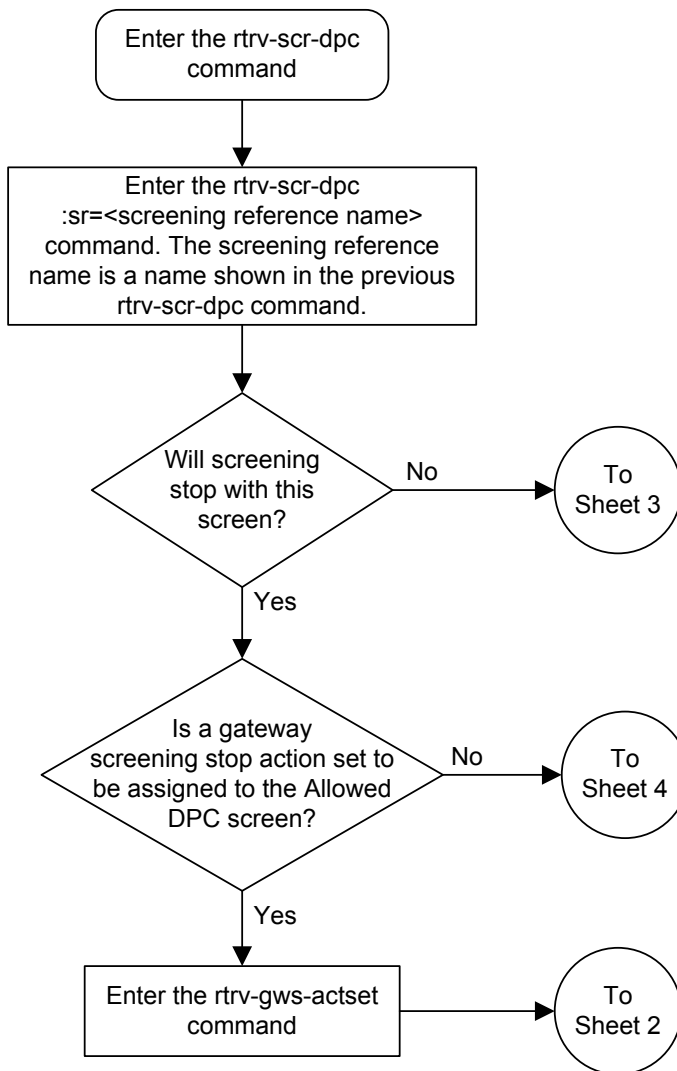 Enter the rtrv-scr-dpc
command
Enter the rtrv-scr-dpc
:sr=<screening reference name>
command. The screening reference
name is a name shown in the previous
rtrv-scr-dpc command.
Will screening
stop with this
screen?
No
To
Sheet 3
Yes
Is a gateway
screening stop action set to
be assigned to the Allowed
DPC screen?
No
To
Sheet 4
Yes
Enter the rtrv-gws-actset
command
To
Sheet 2